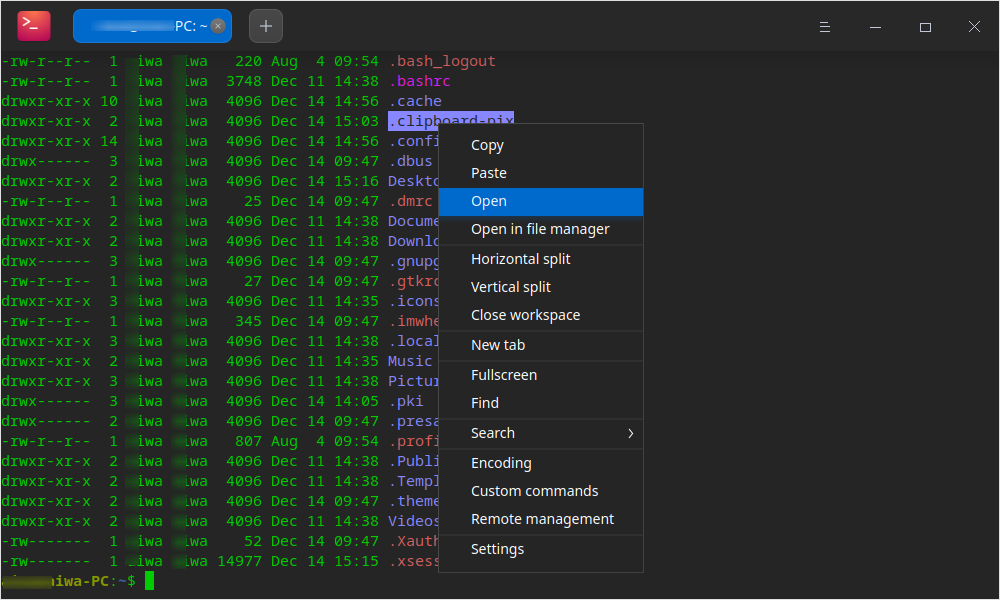 >_
PC: ~
-rw-r--r-- 1 iwa iwa 220 Aug 4 09:54 .bash_logout
-rw-r--r-- 1 iwa iwa 3748 Dec 11 14:38 .bashrc
drwxr-xr-x 10 iwa iwa 4096 Dec 14 14:56 .cache
drwxr-xr-x 2 iwa iwa 4096 Dec 14 15:03 .clipboard-pix
drwxr-xr-x 14 iwa iwa 4096 Dec 14 14:56 .confi
drwx------ 3 iwa iwa 4096 Dec 14 09:47 .dbus
drwxr-xr-x 2 iwa iwa 4096 Dec 14 15:16 Deskto
-rw-r--r-- 1 iwa iwa 25 Dec 14 09:47 .dmrc
drwxr-xr-x 2 iwa iwa 4096 Dec 11 14:38 Docume
drwxr-xr-x 2 iwa iwa 4096 Dec 11 14:38 Downlo
drwx------ 3 iwa iwa 4096 Dec 14 09:47 .gnupg
-rw-r--r-- 1 iwa iwa 27 Dec 14 09:47 .gtkrc
drwxr-xr-x 3 iwa iwa 4096 Dec 11 14:35 .icons
-rw-r--r-- 1 iwa iwa 345 Dec 14 09:47 .imwhe
drwxr-xr-x 3 iwa iwa 4096 Dec 11 14:38 .local
drwxr-xr-x 2 iwa iwa 4096 Dec 11 14:35 Music
drwxr-xr-x 3 iwa iwa 4096 Dec 11 14:38 Pictur
drwx------ 3 iwa iwa 4096 Dec 14 14:05 .pki
drwx------ 2 iwa iwa 4096 Dec 14 09:47 .presa
-rw-r--r-- 1 iwa iwa 807 Aug 4 09:54 .profi
drwxr-xr-x 2 iwa iwa 4096 Dec 11 14:38 .Publi
drwxr-xr-x 2 iwa iwa 4096 Dec 11 14:38 .Templ
drwxr-xr-x 2 iwa iwa 4096 Dec 14 09:47 .theme
drwxr-xr-x 2 iwa iwa 4096 Dec 11 14:38 Videos
-rw------- 1 iwa iwa 52 Dec 14 09:47 .Xauth
-rw------- 1 iwa iwa 14977 Dec 14 15:15 .xsess
iwa-PC:~$
Copy
Paste
Open
Open in file manager
Horizontal split
Vertical split
Close workspace
New tab
Fullscreen
Find
Search
Encoding
Custom commands
Remote management
Settings